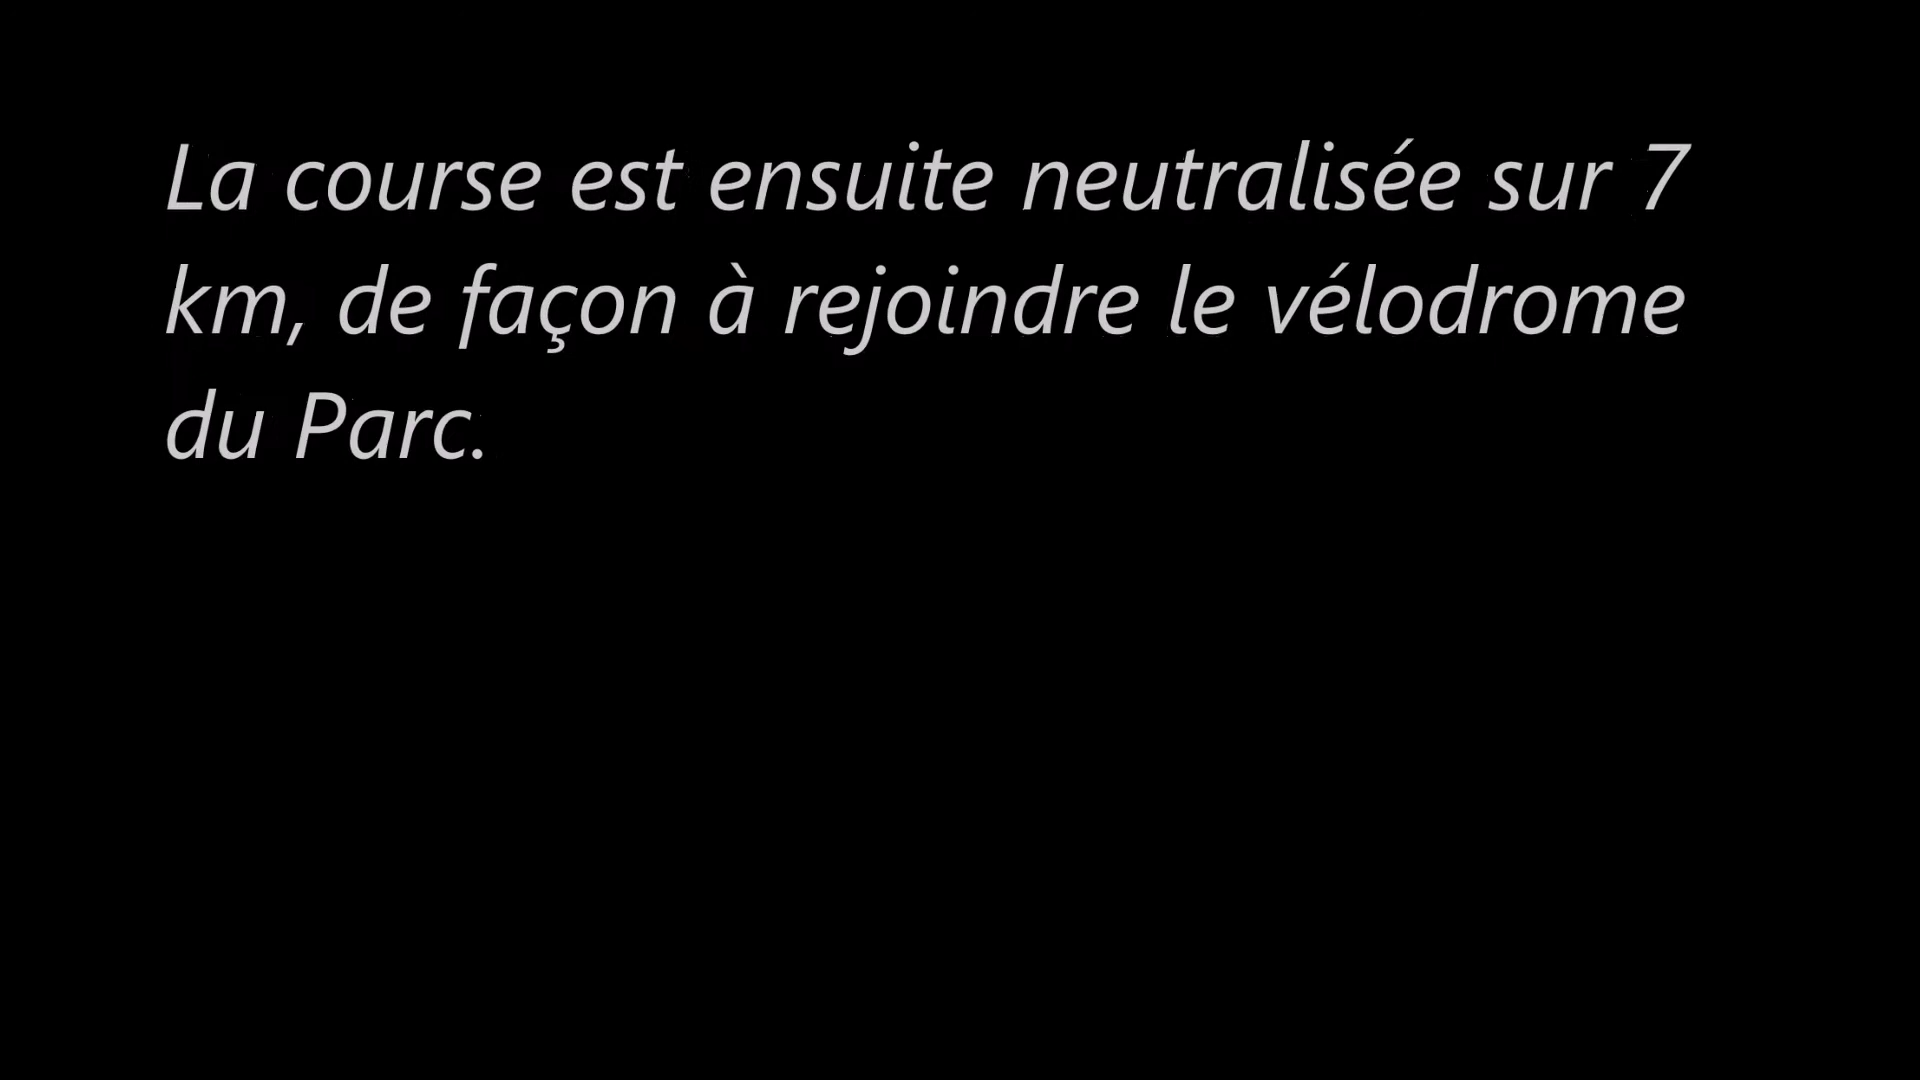 La course est ensuite neutralisée sur 7
km, de façon à rejoindre le vélodrome
du Parc.